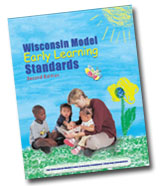 Wisconsin Model
Early Learning
Standards
Second Edition